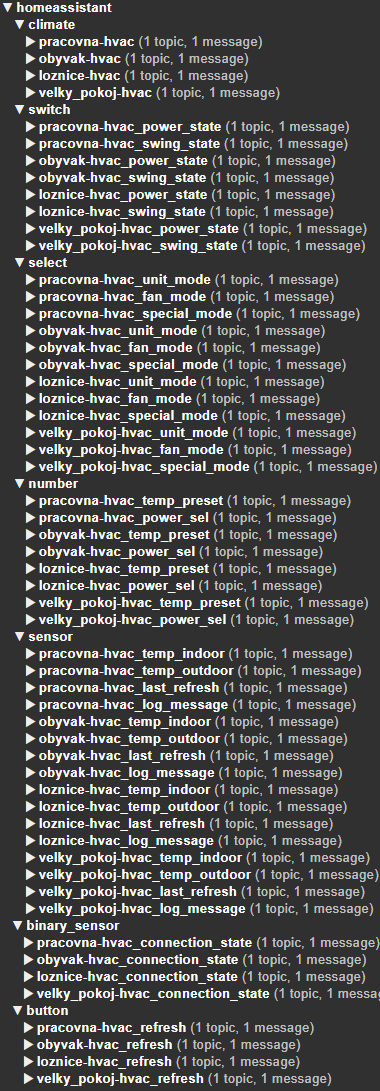 homeassistant
climate
pracovna-hvac (1 topic, 1 message)
obyvak-hvac (1 topic, 1 message)
loznice-hvac (1 topic, 1 message)
velky_pokoj-hvac (1 topic, 1 message)
switch
pracovna-hvac_power_state (1 topic, 1 message)
pracovna-hvac_swing_state (1 topic, 1 message)
obyvak-hvac_power_state (1 topic, 1 message)
obyvak-hvac_swing_state (1 topic, 1 message)
loznice-hvac_power_state (1 topic, 1 message)
loznice-hvac_swing_state (1 topic, 1 message)
velky_pokoj-hvac_power_state (1 topic, 1 message)
velky_pokoj-hvac_swing_state (1 topic, 1 message)
select
pracovna-hvac_unit_mode (1 topic, 1 message)
pracovna-hvac_fan_mode (1 topic, 1 message)
pracovna-hvac_special_mode (1 topic, 1 message)
obyvak-hvac_unit_mode (1 topic, 1 message)
obyvak-hvac_fan_mode (1 topic, 1 message)
obyvak-hvac_special_mode (1 topic, 1 message)
loznice-hvac_unit_mode (1 topic, 1 message)
loznice-hvac_fan_mode (1 topic, 1 message)
loznice-hvac_special_mode (1 topic, 1 message)
velky_pokoj-hvac_unit_mode (1 topic, 1 message)
velky_pokoj-hvac_fan_mode (1 topic, 1 message)
velky_pokoj-hvac_special_mode (1 topic, 1 message)
number
pracovna-hvac_temp_preset (1 topic, 1 message)
pracovna-hvac_power_sel (1 topic, 1 message)
obyvak-hvac_temp_preset (1 topic, 1 message)
obyvak-hvac_power_sel (1 topic, 1 message)
loznice-hvac_temp_preset (1 topic, 1 message)
loznice-hvac_power_sel (1 topic, 1 message)
velky_pokoj-hvac_temp_preset (1 topic, 1 message)
velky_pokoj-hvac_power_sel (1 topic, 1 message)
sensor
pracovna-hvac_temp_indoor (1 topic, 1 message)
pracovna-hvac_temp_outdoor (1 topic, 1 message)
pracovna-hvac_last_refresh (1 topic, 1 message)
pracovna-hvac_log_message (1 topic, 1 message)
obyvak-hvac_temp_indoor (1 topic, 1 message)
obyvak-hvac_temp_outdoor (1 topic, 1 message)
obyvak-hvac_last_refresh (1 topic, 1 message)
obyvak-hvac_log_message (1 topic, 1 message)
loznice-hvac_temp_indoor (1 topic, 1 message)
loznice-hvac_temp_outdoor (1 topic, 1 message)
loznice-hvac_last_refresh (1 topic, 1 message)
loznice-hvac_log_message (1 topic, 1 message)
velky_pokoj-hvac_temp_indoor (1 topic, 1 message)
velky_pokoj-hvac_temp_outdoor (1 topic, 1 message)
velky_pokoj-hvac_last_refresh (1 topic, 1 message)
velky_pokoj-hvac_log_message (1 topic, 1 message)
binary_sensor
pracovna-hvac_connection_state (1 topic, 1 message)
obyvak-hvac_connection_state (1 topic, 1 message)
loznice-hvac_connection_state (1 topic, 1 message)
velky_pokoj-hvac_connection_state (1 topic, 1 messag
button
pracovna-hvac_refresh (1 topic, 1 message)
obyvak-hvac_refresh (1 topic, 1 message)
loznice-hvac_refresh (1 topic, 1 message)
velky_pokoj-hvac_refresh (1 topic, 1 message)